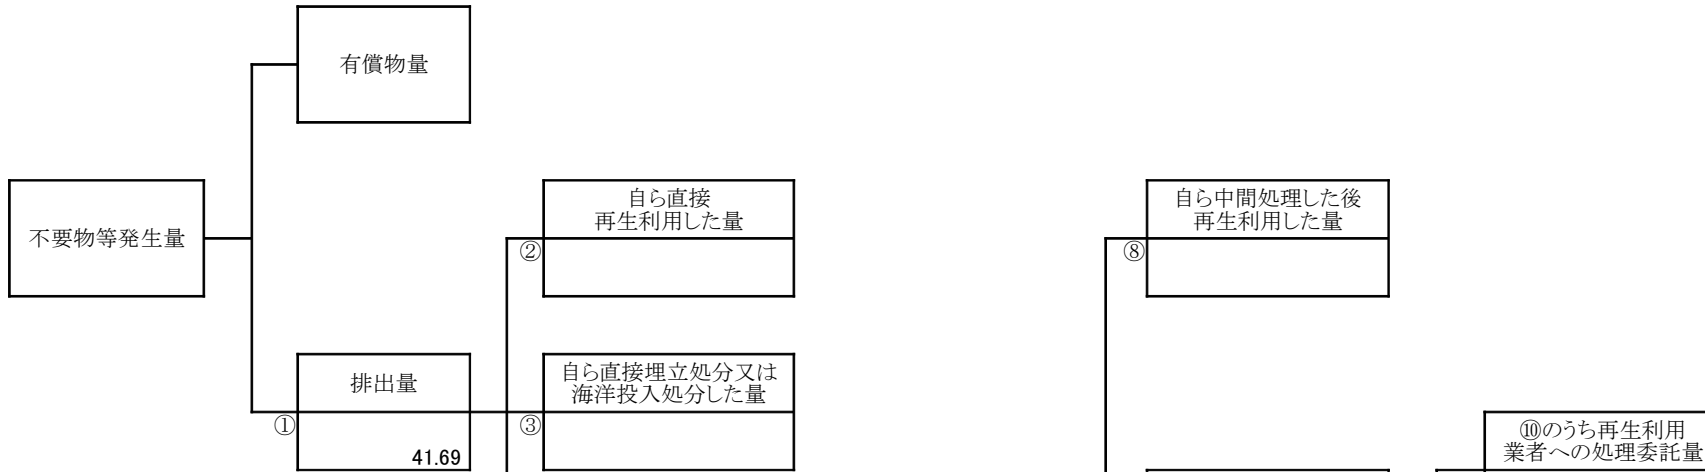 有償物量
不要物等発生量
自ら直接
再生利用した量
②
自ら中間処理した後
再生利用した量
⑧
排出量
①
41.69
自ら直接埋立処分又は
海洋投入処分した量
③
⑩のうち再生利用
業者への処理委託量